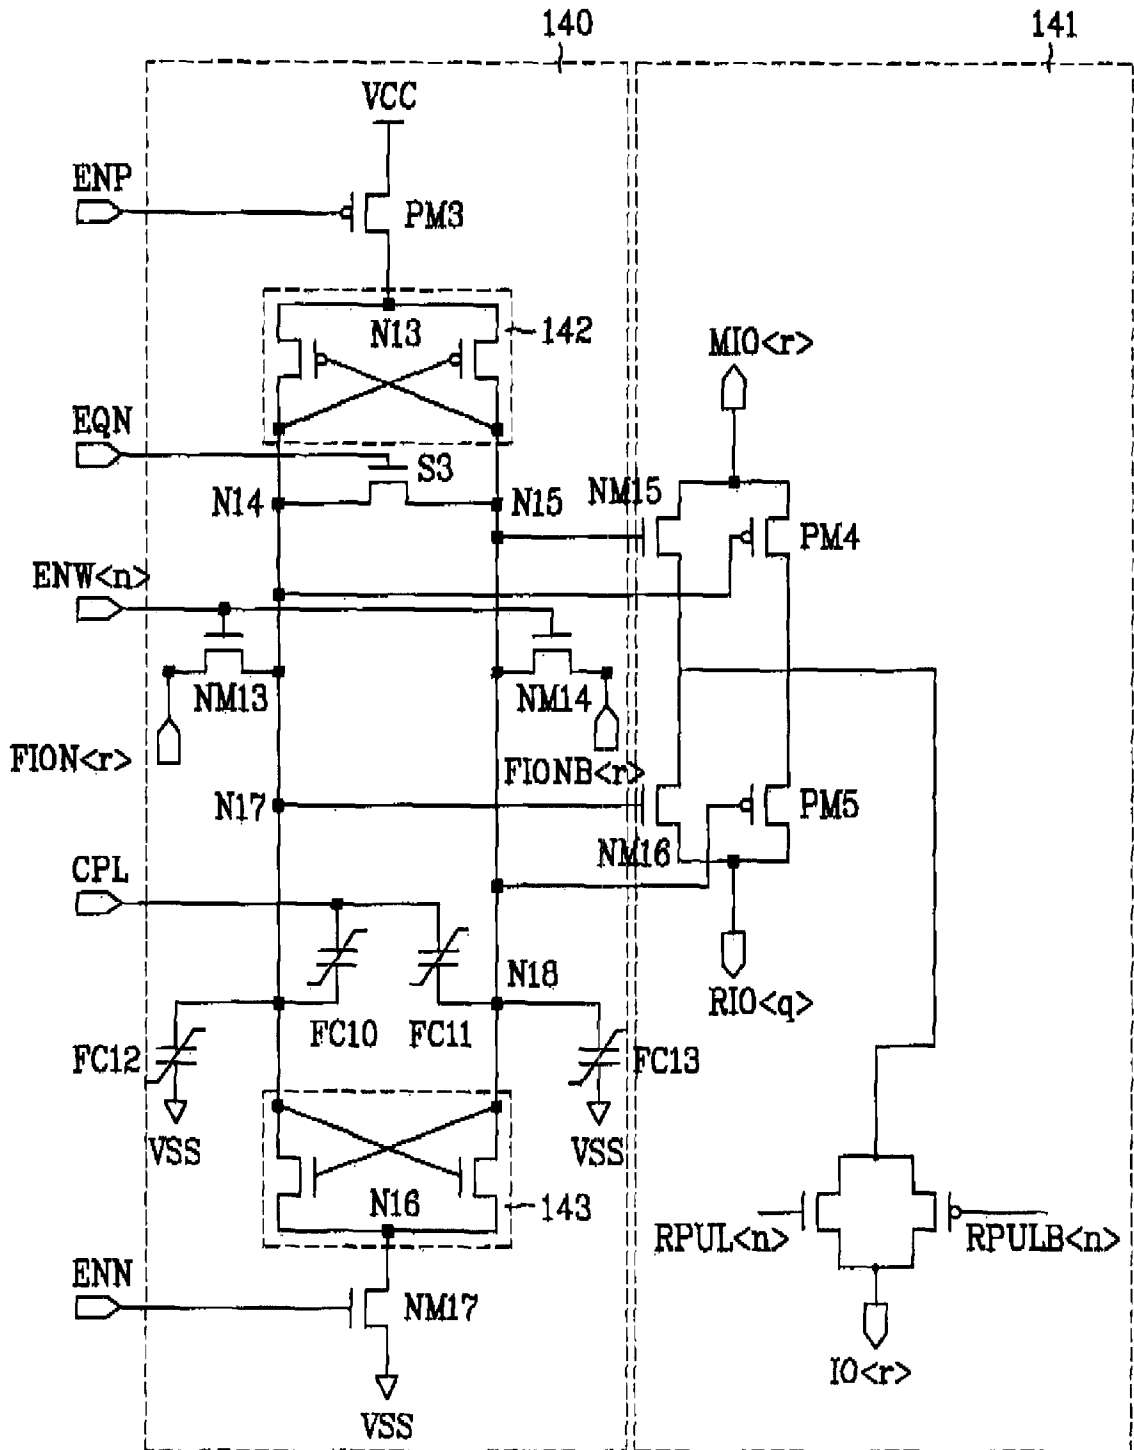 140
141
VCC
ENP
PM3
N13
142
MIO<r>
EQN
S3
N14
N15
NM15
PM4
ENW<n>
NM13
NM14
FION<r>
FIONB<r>
N17
PM5
NM16
CPL
N18
RIO<q>
FC10
FC11
FC12
FC13
VSS
VSS
N16
143
RPUL<n>
RPULB<n>
ENN
NM17
IO<r>
VSS